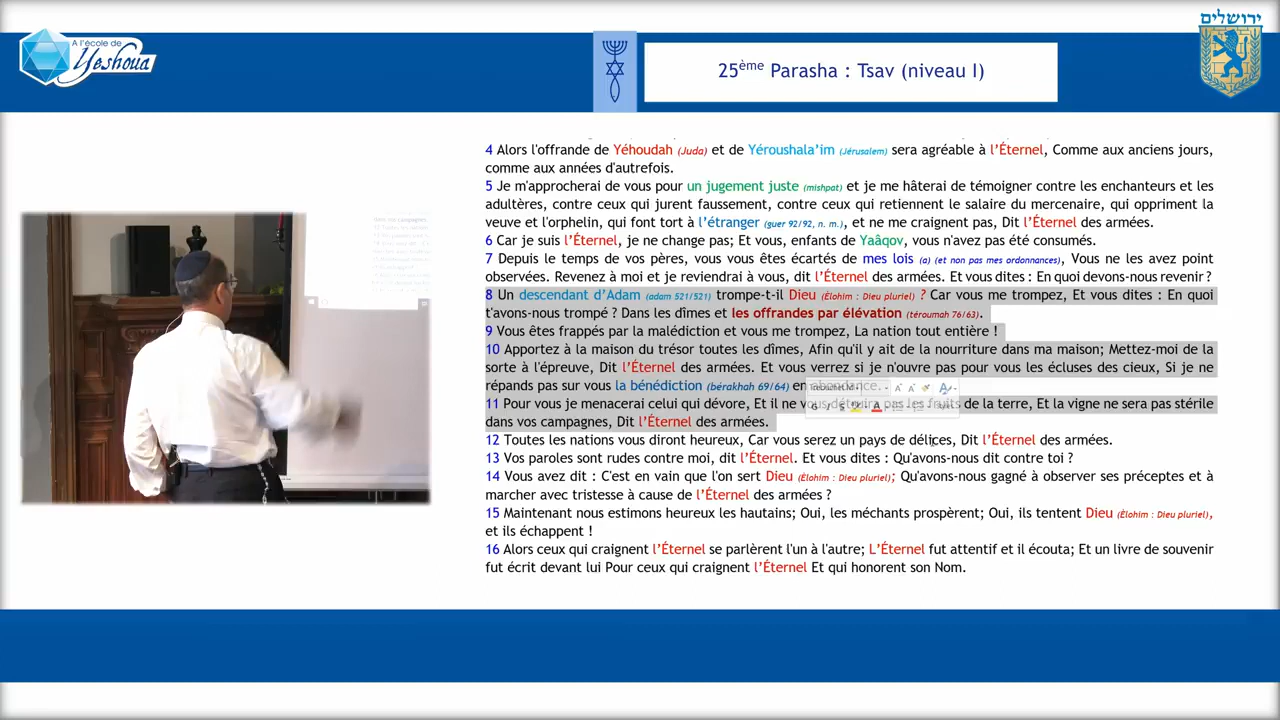 A l'école de
Yeshoua
ירושלים
25ème Parasha : Tsav (niveau I)
4 Alors l'offrande de Yéhoudah (Juda) et de Yéroushala’im (Jérusalem) sera agréable à l’Éternel, Comme aux anciens jours,
comme aux années d'autrefois.
5 Je m'approcherai de vous pour un jugement juste (mishpat) et je me hâterai de témoigner contre les enchanteurs et les
adultères, contre ceux qui jurent faussement, contre ceux qui retiennent le salaire du mercenaire, qui oppriment la
veuve et l'orphelin, qui font tort à l’étranger (guer 92/92, n. m.), et ne me craignent pas, Dit l’Éternel des armées.
6 Car je suis l’Éternel, je ne change pas; Et vous, enfants de Yaâqov, vous n'avez pas été consumés.
7 Depuis le temps de vos pères, vous vous êtes écartés de mes lois (a) (et non pas mes ordonnances), Vous ne les avez point
observées. Revenez à moi et je reviendrai à vous, dit l’Éternel des armées. Et vous dites : En quoi devons-nous revenir ?
8 Un descendant d’Adam (adam 521/521) trompe-t-il Dieu (Èlohim : Dieu pluriel) ? Car vous me trompez, Et vous dites : En quoi
t'avons-nous trompé ? Dans les dîmes et les offrandes par élévation (téroumah 76/63).
9 Vous êtes frappés par la malédiction et vous me trompez, La nation tout entière !
10 Apportez à la maison du trésor toutes les dîmes, Afin qu'il y ait de la nourriture dans ma maison; Mettez-moi de la
sorte à l'épreuve, Dit l’Éternel des armées. Et vous verrez si je n'ouvre pas pour vous les écluses des cieux, Si je ne
répands pas sur vous la bénédiction (bérakhah 69/64) en abondance.
11 Pour vous je menacerai celui qui dévore, Et il ne vous détruira pas les fruits de la terre, Et la vigne ne sera pas stérile
dans vos campagnes, Dit l’Éternel des armées.
12 Toutes les nations vous diront heureux, Car vous serez un pays de délices, Dit l’Éternel des armées.
13 Vos paroles sont rudes contre moi, dit l’Éternel. Et vous dites : Qu'avons-nous dit contre toi ?
14 Vous avez dit : C'est en vain que l'on sert Dieu (Èlohim : Dieu pluriel); Qu'avons-nous gagné à observer ses préceptes et à
marcher avec tristesse à cause de l’Éternel des armées ?
15 Maintenant nous estimons heureux les hautains; Oui, les méchants prospèrent; Oui, ils tentent Dieu (Èlohim : Dieu pluriel),
et ils échappent !
16 Alors ceux qui craignent l’Éternel se parlèrent l'un à l'autre; L’Éternel fut attentif et il écouta; Et un livre de souvenir
fut écrit devant lui Pour ceux qui craignent l’Éternel Et qui honorent son Nom.